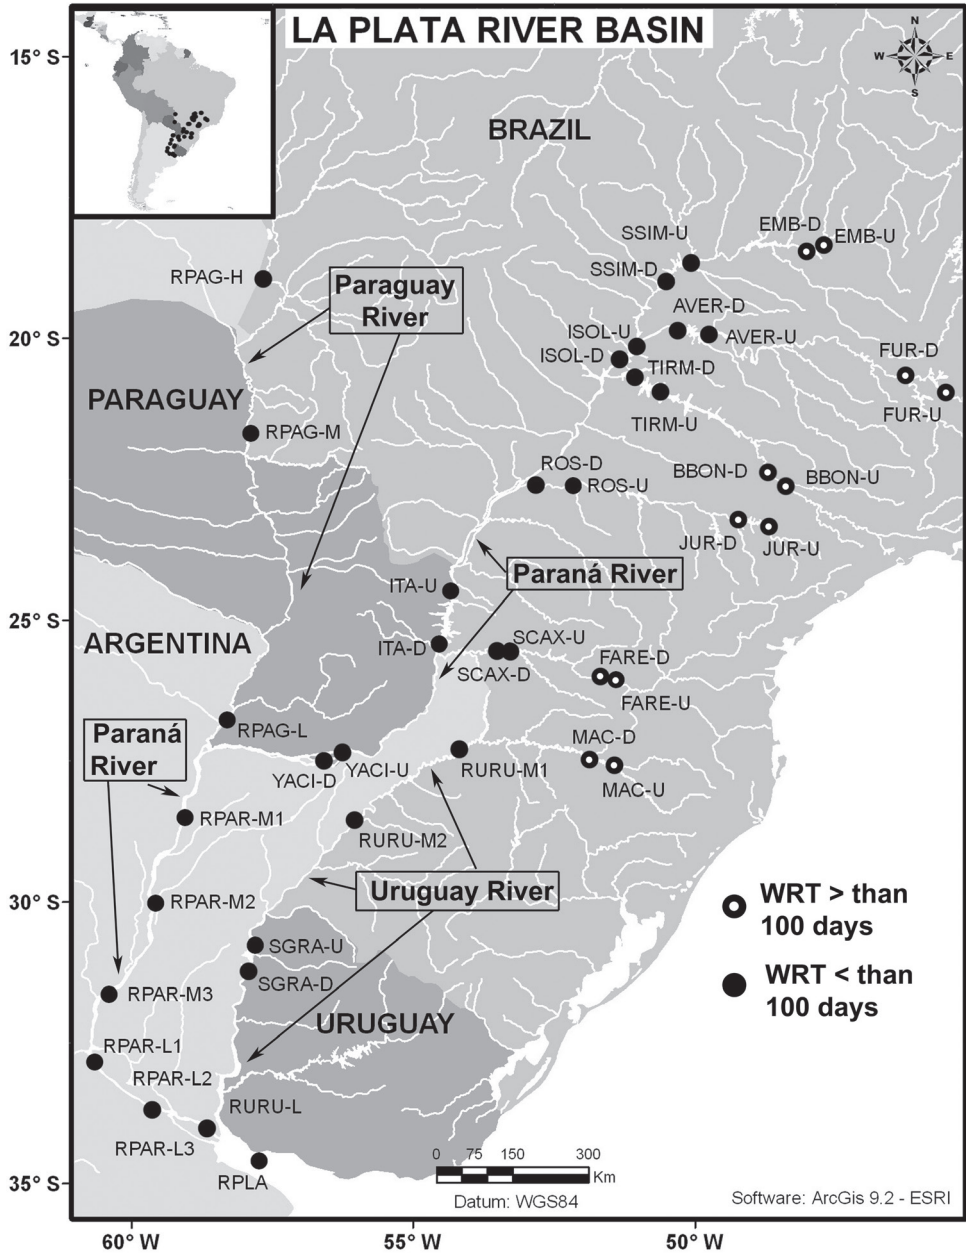 LA PLATA RIVER BASIN
N
W E
S
15° S
20° S
25° S
30° S
35° S
BRAZIL
EMB-D
EMB-U
SSIM-U
SSIM-D
RPAG-H
Paraguay
River
AVER-D
AVER-U
ISOL-U
ISOL-D
TIRM-D
TIRM-U
FUR-D
FUR-U
PARAGUAY
RPAG-M
ROS-D
ROS-U
BBON-D
BBON-U
JUR-D
JUR-U
Paraná River
ITA-U
ITA-D
ARGENTINA
SCAX-U
SCAX-D
FARE-D
FARE-U
RPAG-L
Paraná
River
YACI-D
YACI-U
RURU-M1
MAC-D
MAC-U
RPAR-M1
RURU-M2
Uruguay River
RPAR-M2
WRT > than
100 days
SGRA-U
SGRA-D
WRT < than
100 days
RPAR-M3
URUGUAY
RPAR-L1
RPAR-L2
RURU-L
RPAR-L3
RPLA
0 75 150 300
Km
Datum: WGS84
Software: ArcGis 9.2 - ESRI
60° W
55° W
50° W